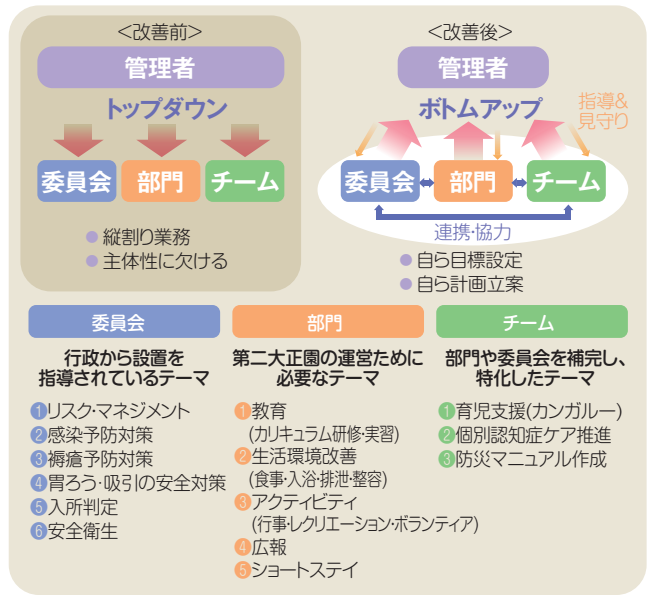 <改善前>
管理者
トップダウン
委員会 部門 チーム
● 縦割り業務
● 主体性に欠ける
<改善後>
管理者
ボトムアップ
指導&
見守り
委員会 部門 チーム
連携・協力
● 自ら目標設定
● 自ら計画立案
委員会
行政から設置を
指導されているテーマ
①リスク・マネジメント
②感染予防対策
③褥瘡予防対策
④胃ろう・吸引の安全対策
⑤入所判定
⑥安全衛生
部門
第二大正園の運営ために
必要なテーマ
①教育
(カリキュラム研修・実習)
②生活環境改善
(食事・入浴・排泄・整容)
③アクティビティ
(行事・レクリエーション・ボランティア)
④広報
⑤ショートステイ
チーム
部門や委員会を補完し、
特化したテーマ
①育児支援(カンガルー)
②個別認知症ケア推進
③防災マニュアル作成